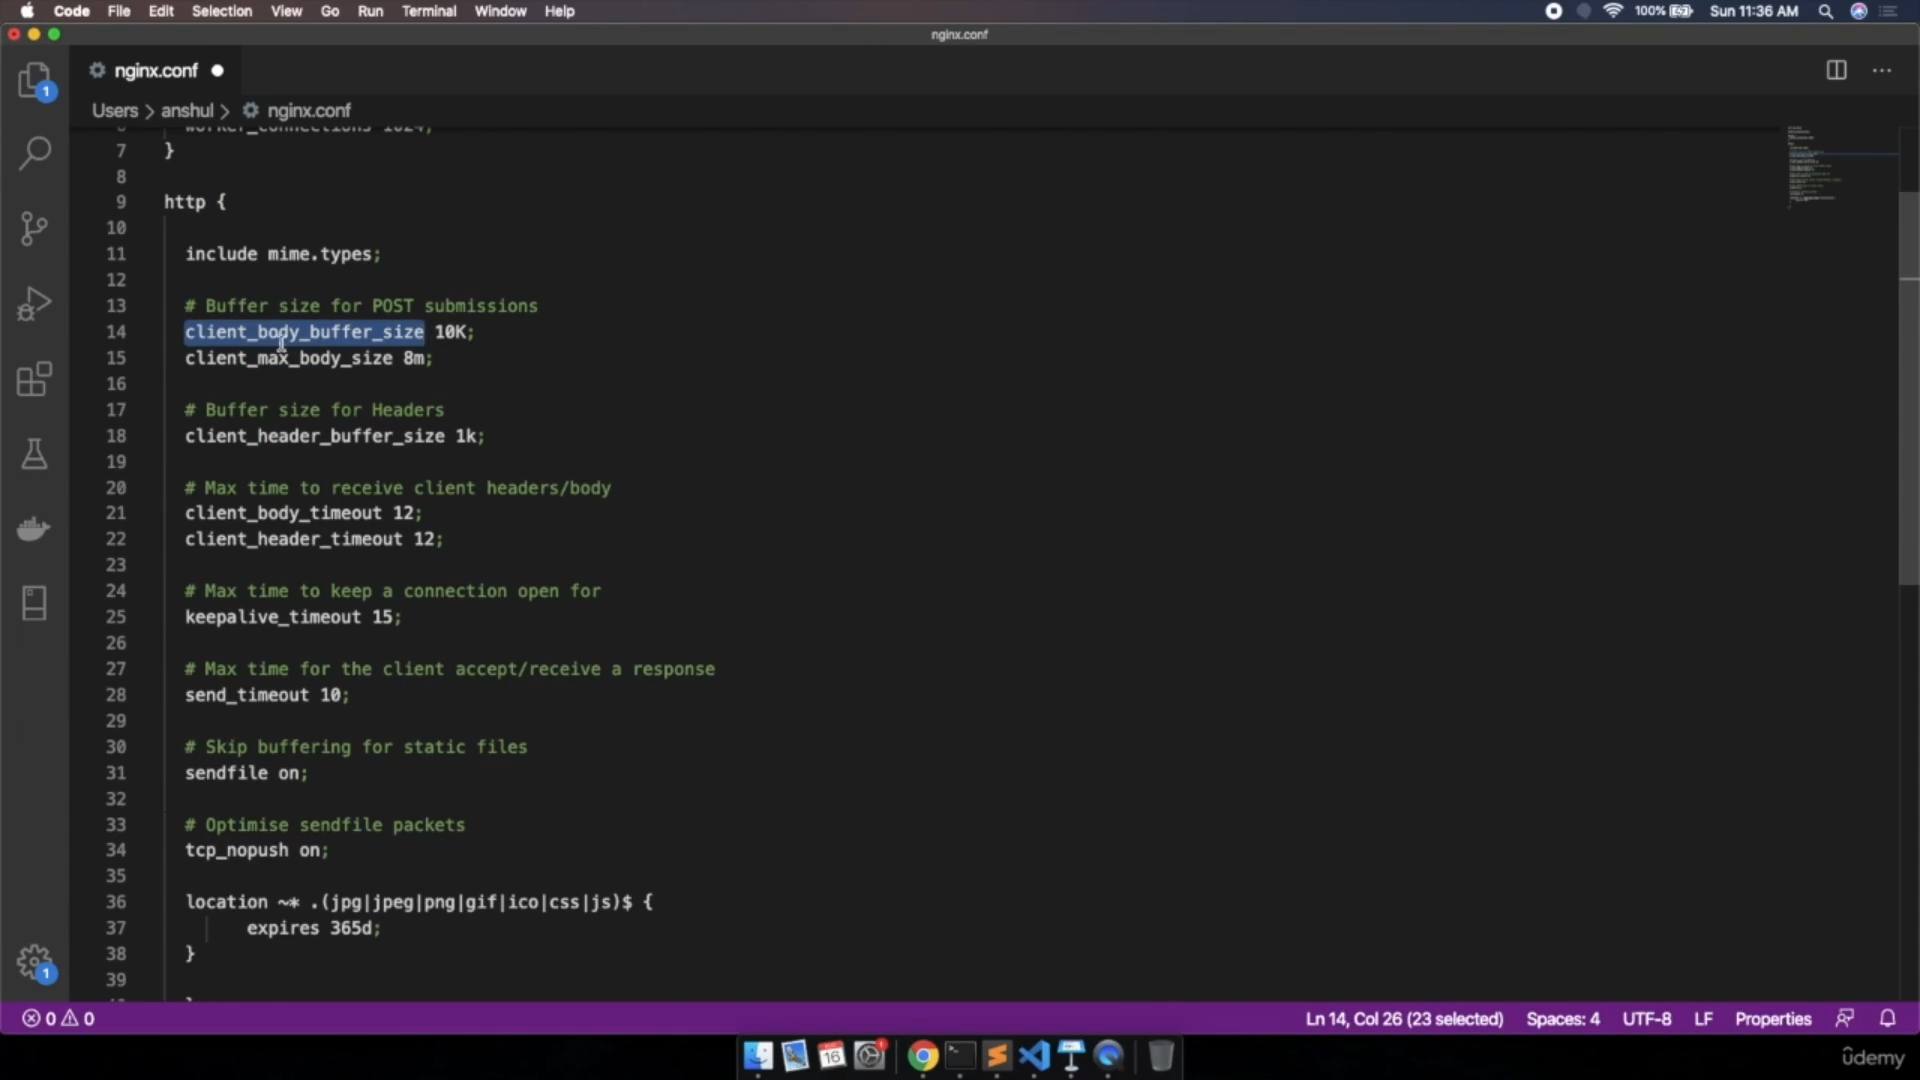 Code File Edit Selection View Go Run Terminal Window Help 100% Sun 11:36 AM
nginx.conf
nginx.conf
1
Users > anshul > nginx.conf
6 worker_connections 1024;
7 }
8
9 http {
10
11 include mime.types;
12
13 # Buffer size for POST submissions
14 client_body_buffer_size 10K;
15 client_max_body_size 8m;
16
17 # Buffer size for Headers
18 client_header_buffer_size 1k;
19
20 # Max time to receive client headers/body
21 client_body_timeout 12;
22 client_header_timeout 12;
23
24 # Max time to keep a connection open for
25 keepalive_timeout 15;
26
27 # Max time for the client accept/receive a response
28 send_timeout 10;
29
30 # Skip buffering for static files
31 sendfile on;
32
33 # Optimise sendfile packets
34 tcp_nopush on;
35
36 location ~* .(jpg|jpeg|png|gif|ico|css|js)$ {
37 expires 365d;
38 }
39
1
0 0 Ln 14, Col 26 (23 selected) Spaces: 4 UTF-8 LF Properties
16
ûdemy